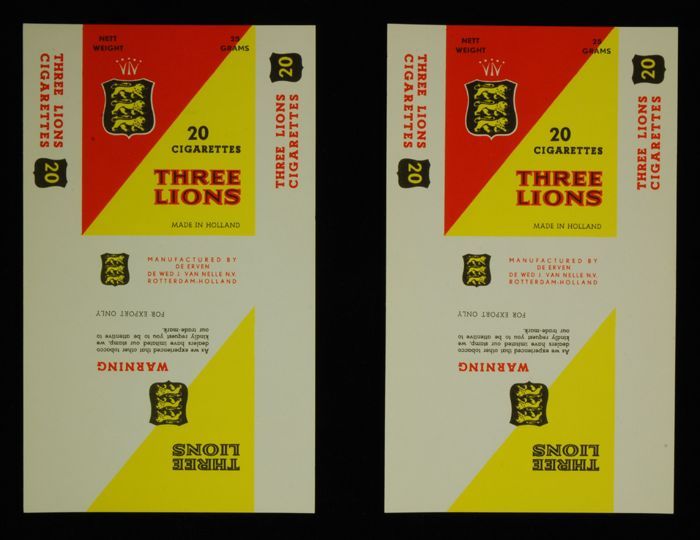 THREE LIONS
CIGARETTES
20
NETT
WEIGHT
25
GRAMS
20
CIGARETTES
THREE
LIONS
MADE IN HOLLAND
20
THREE LIONS
CIGARETTES
MANUFACTURED BY
DE ERVEN
DE WED J. VAN NELLE N.V.
ROTTERDAM-HOLLAND
FOR EXPORT ONLY
THREE
LIONS
WARNING
As we experienced that other tobacco
dealers have imitated our stamp, we
kindly request you to be attentive to
our trade-mark.
THREE LIONS
CIGARETTES
20
NETT
WEIGHT
25
GRAMS
20
CIGARETTES
THREE
LIONS
MADE IN HOLLAND
20
THREE LIONS
CIGARETTES
MANUFACTURED BY
DE ERVEN
DE WED J. VAN NELLE N.V.
ROTTERDAM-HOLLAND
FOR EXPORT ONLY
THREE
LIONS
WARNING
As we experienced that other tobacco
dealers have imitated our stamp, we
kindly request you to be attentive to
our trade-mark.